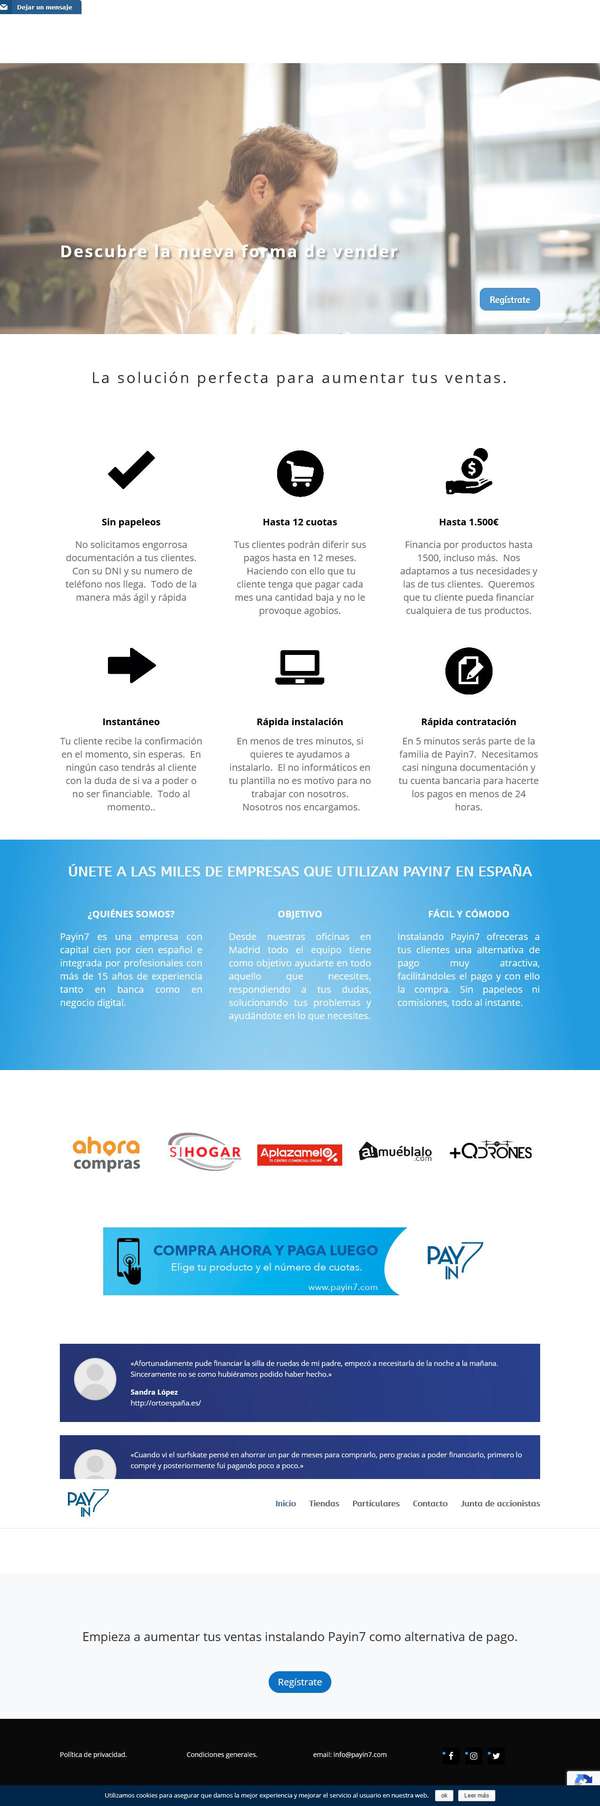 Dejar un mensaje
Descubre la nueva forma de vender
Regístrate
La solución perfecta para aumentar tus ventas.
Sin papeleos
No solicitamos engorrosa
documentación a tus clientes.
Con su DNI y su numero de
teléfono nos llega. Todo de la
manera más ágil y rápida
Hasta 12 cuotas
Tus clientes podrán diferir sus
pagos hasta en 12 meses.
Haciendo con ello que tu
cliente tenga que pagar cada
mes una cantidad baja y no le
provoque agobios.
Hasta 1.500€
Financia por productos hasta
1500, incluso más. Nos
adaptamos a tus necesidades y
las de tus clientes. Queremos
que tu cliente pueda financiar
cualquiera de tus productos.
Instantáneo
Tu cliente recibe la confirmación
en el momento, sin esperas. En
ningún caso tendrás al cliente
con la duda de si va a poder o
no ser financiable. Todo al
momento..
Rápida instalación
En menos de tres minutos, si
quieres te ayudamos a
instalarlo. El no informáticos en
tu plantilla no es motivo para no
trabajar con nosotros.
Nosotros nos encargamos.
Rápida contratación
En 5 minutos serás parte de la
familia de Payin7. Necesitamos
casi ninguna documentación y
tu cuenta bancaria para hacerte
los pagos en menos de 24
horas.
ÚNETE A LAS MILES DE EMPRESAS QUE UTILIZAN PAYIN7 EN ESPAÑA
¿QUIÉNES SOMOS?
Payin7 es una empresa con
capital cien por cien español e
integrada por profesionales con
más de 15 años de experiencia
tanto en banca como en
negocio digital.
OBJETIVO
Desde nuestras oficinas en
Madrid todo el equipo tiene
como objetivo ayudarte en todo
aquello que necesites,
respondiendo a tus dudas,
solucionando tus problemas y
ayudándote en lo que necesites.
FÁCIL Y CÓMODO
Instalando Payin7 ofreceras a
tus clientes una alternativa de
pago muy atractiva,
facilitándoles el pago y con ello
la compra. Sin papeleos ni
comisiones, todo al instante.
ahora
compras
SIHOGAR
Aplazamelo
TU CENTRO COMERCIAL ONLINE
amuéblalo
.com
+QDRONES
COMPRA AHORA Y PAGA LUEGO
Elige tu producto y el número de cuotas.
www.payin7.com
PAY7
IN
«Afortunadamente pude financiar la silla de ruedas de mi padre, empezó a necesitarla de la noche a la mañana.
Sinceramente no se como hubiéramos podido haber hecho.»
Sandra López
http://ortoespaña.es/
«Cuando vi el surfskate pensé en ahorrar un par de meses para comprarlo, pero gracias a poder financiarlo, primero lo
compré y posteriormente fui pagando poco a poco.»
PAY7
IN
Inicio Tiendas Particulares Contacto Junta de accionistas
Empieza a aumentar tus ventas instalando Payin7 como alternativa de pago.
Regístrate
Política de privacidad. Condiciones generales. email: info@payin7.com
Utilizamos cookies para asegurar que damos la mejor experiencia y mejorar el servicio al usuario en nuestra web. ok Leer más